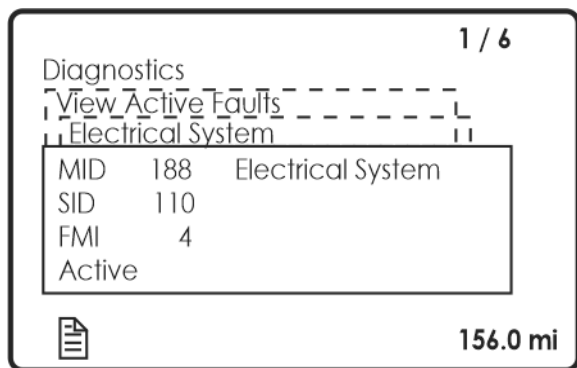 1 / 6
Diagnostics
View Active Faults
Electrical System
MID 188 Electrical System
SID 110
FMI 4
Active
156.0 mi